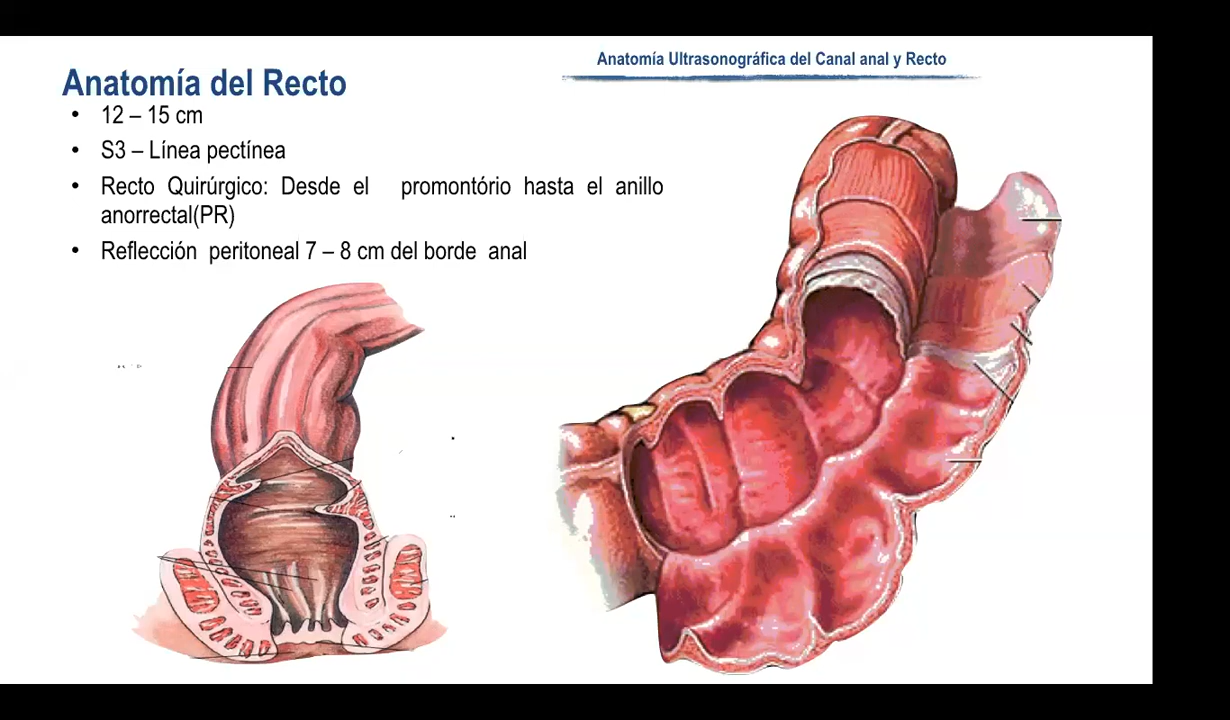 Anatomía Ultrasonográfica del Canal anal y Recto
Anatomía del Recto
• 12 – 15 cm
• S3 – Línea pectínea
• Recto Quirúrgico: Desde el promontório hasta el anillo
anorrectal(PR)
• Reflección peritoneal 7 – 8 cm del borde anal